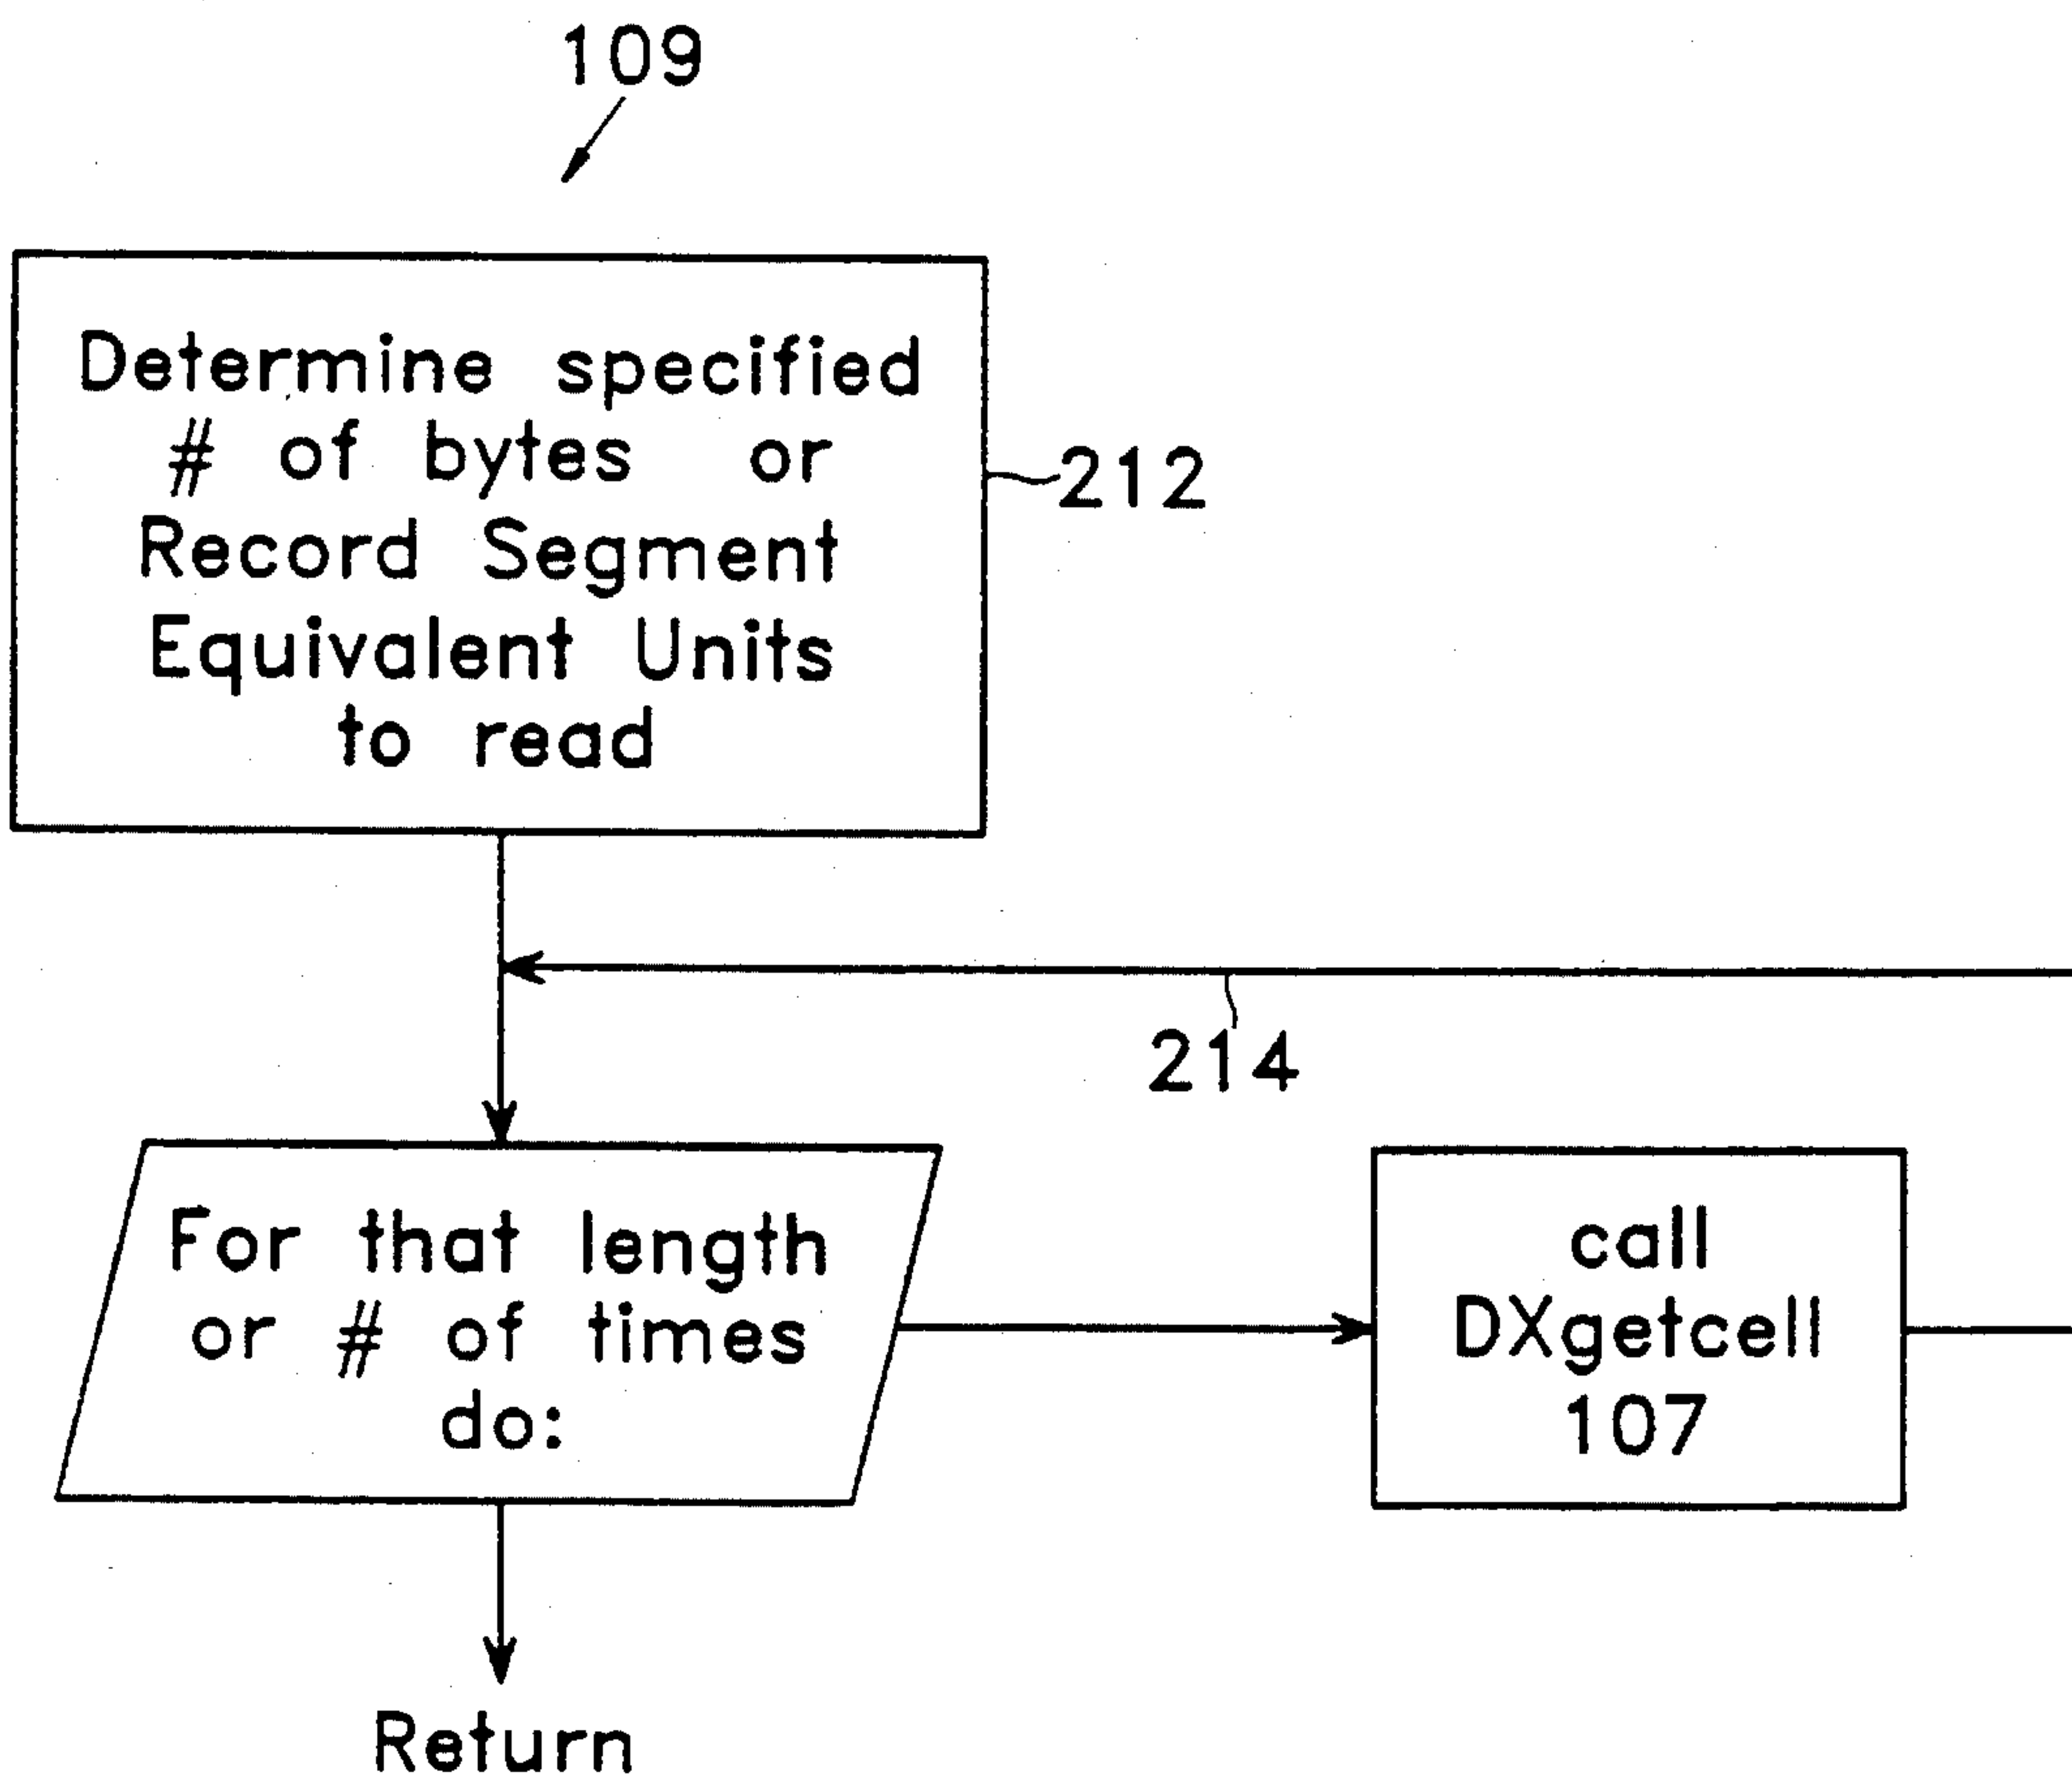 109
Determine specified
# of bytes or
Record Segment
Equivalent Units
to read
212
214
For that length
or # of times
do:
call
DXgetcell
107
Return